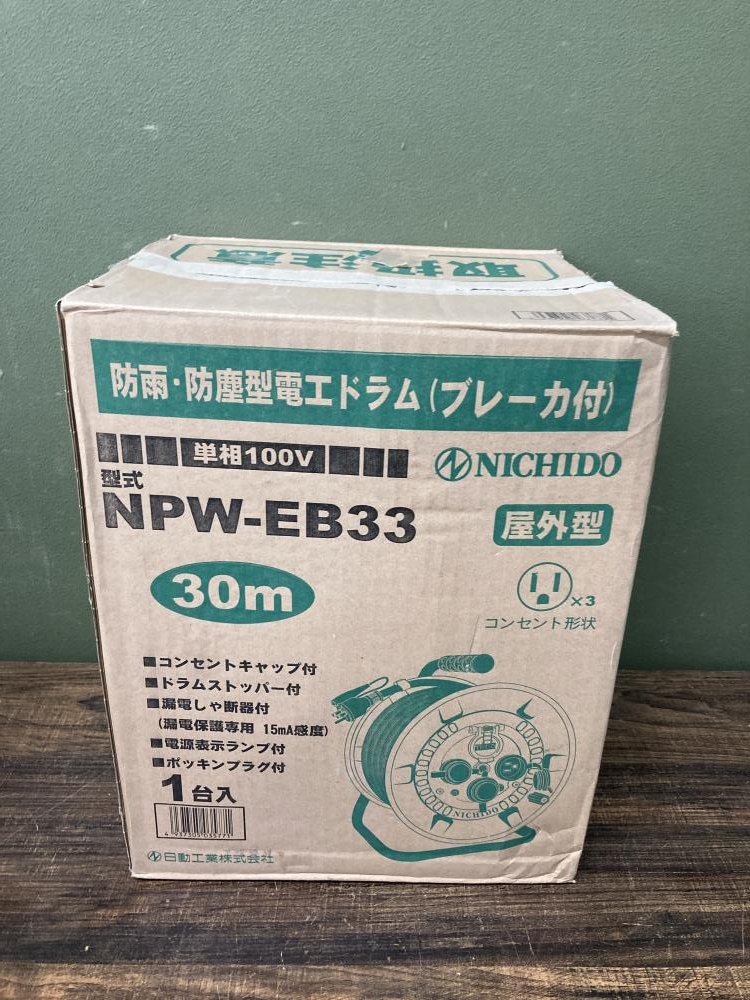 取扱注意
防雨・防塵型電工ドラム(ブレーカ付)
単相100V
NICHIDO
型式
NPW-EB33
屋外型
30m
×3
コンセント形状
■コンセントキャップ付
■ドラムストッパー付
■漏電しゃ断器付
(漏電保護専用 15mA感度)
■電源表示ランプ付
■ポッキンプラグ付
1台入
NICHIDO
4 937305 035771
日動工業株式会社